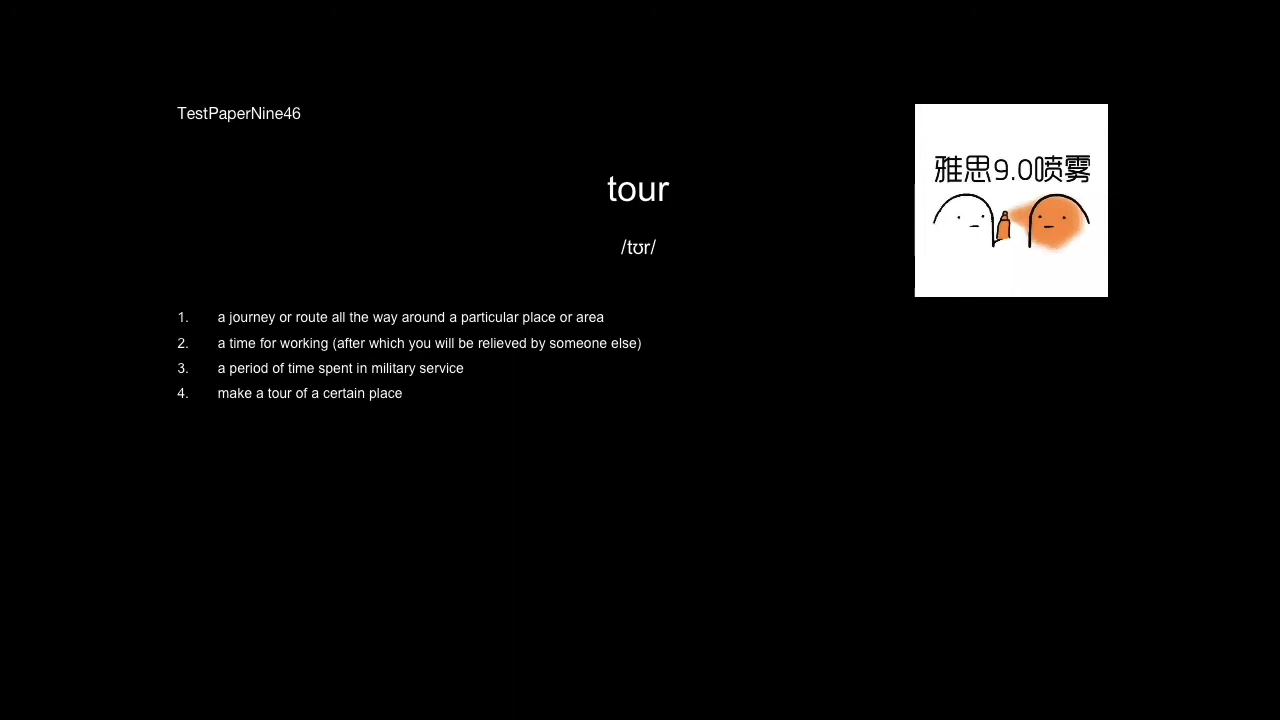 TestPaperNine46
雅思9.0喷雾
tour
/tʊr/
1. a journey or route all the way around a particular place or area
2. a time for working (after which you will be relieved by someone else)
3. a period of time spent in military service
4. make a tour of a certain place